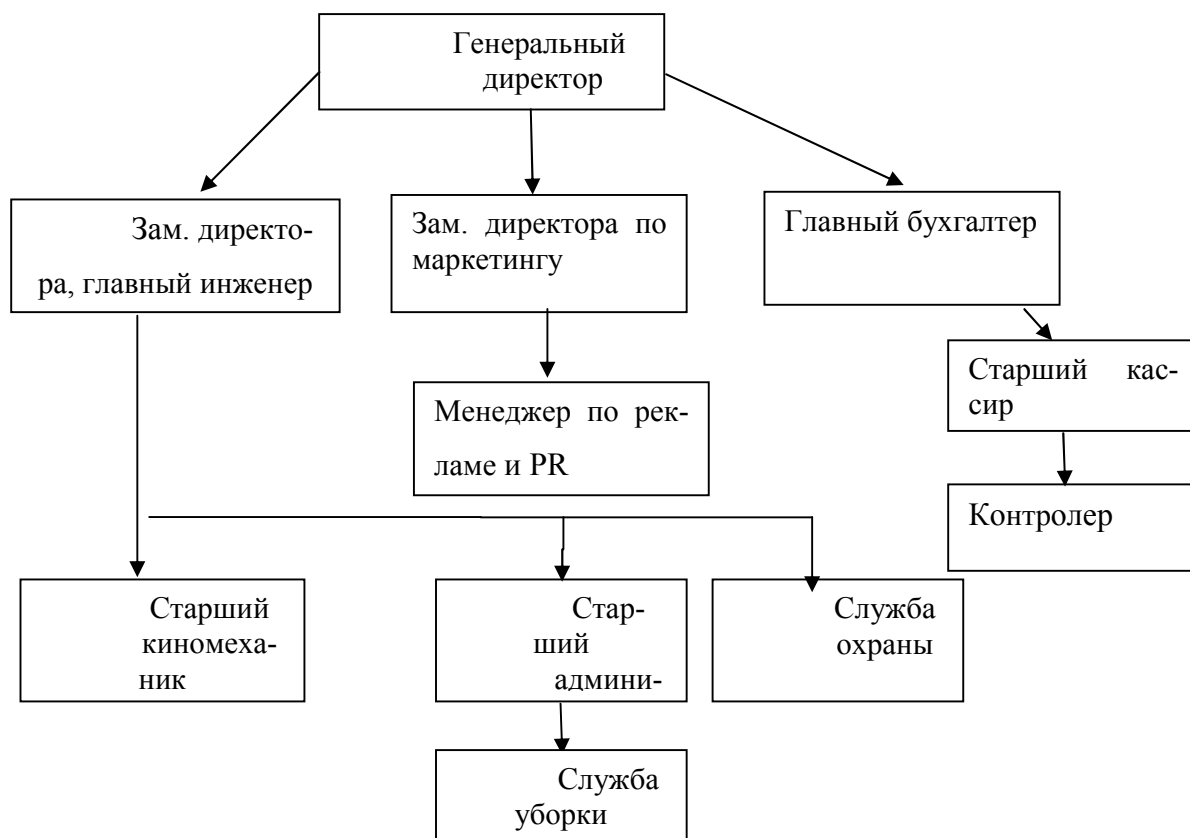 Генеральный
директор
Зам. директо-
ра, главный инженер
Зам. директора по
маркетингу
Главный бухгалтер
Старший кас-
сир
Менеджер по рек-
ламе и PR
Контролер
Старший
киномеха-
ник
Стар-
ший
админи-
Служба
охраны
Служба
уборки